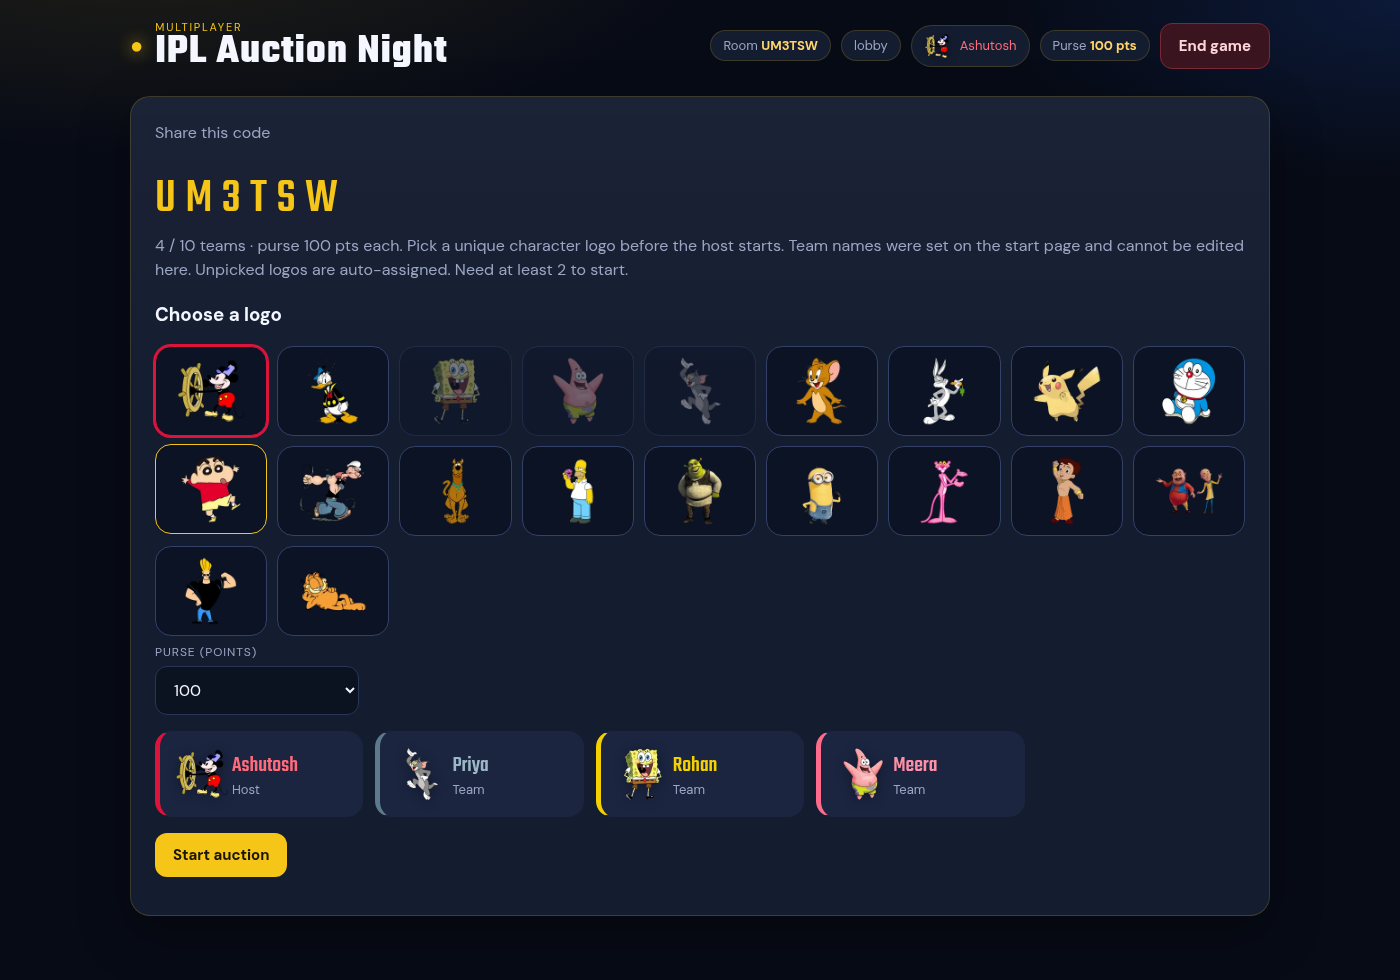 MULTIPLAYER
IPL Auction Night
Room UM3TSW
lobby
Ashutosh
Purse 100 pts
End game
Share this code
UM3TSW
4 / 10 teams · purse 100 pts each. Pick a unique character logo before the host starts. Team names were set on the start page and cannot be edited
here. Unpicked logos are auto-assigned. Need at least 2 to start.
Choose a logo
PURSE (POINTS)
100
Ashutosh
Host
Priya
Team
Rohan
Team
Meera
Team
Start auction